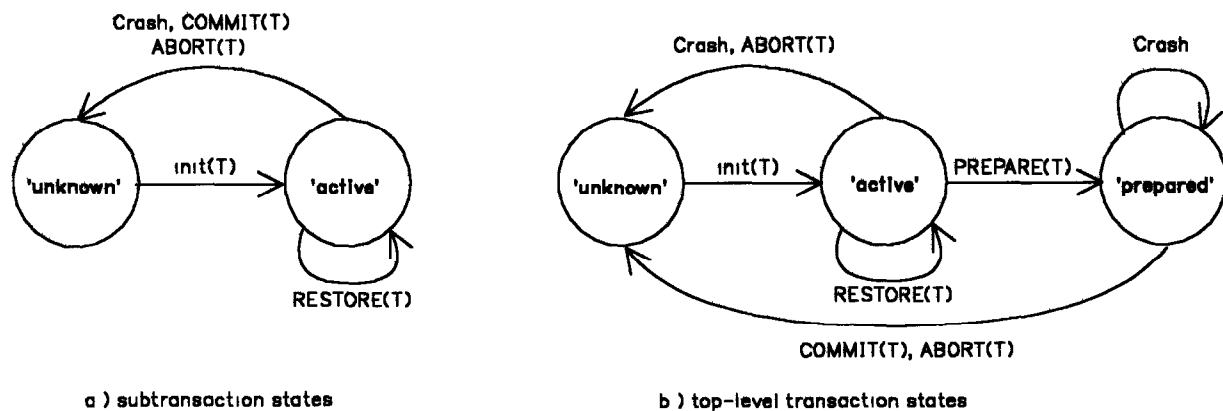 Crash, COMMIT(T)
ABORT(T)
'unknown'
init(T)
'active'
RESTORE(T)
a ) subtransaction states
Crash, ABORT(T)
Crash
'unknown'
init(T)
'active'
PREPARE(T)
'prepared'
RESTORE(T)
COMMIT(T), ABORT(T)
b ) top-level transaction states